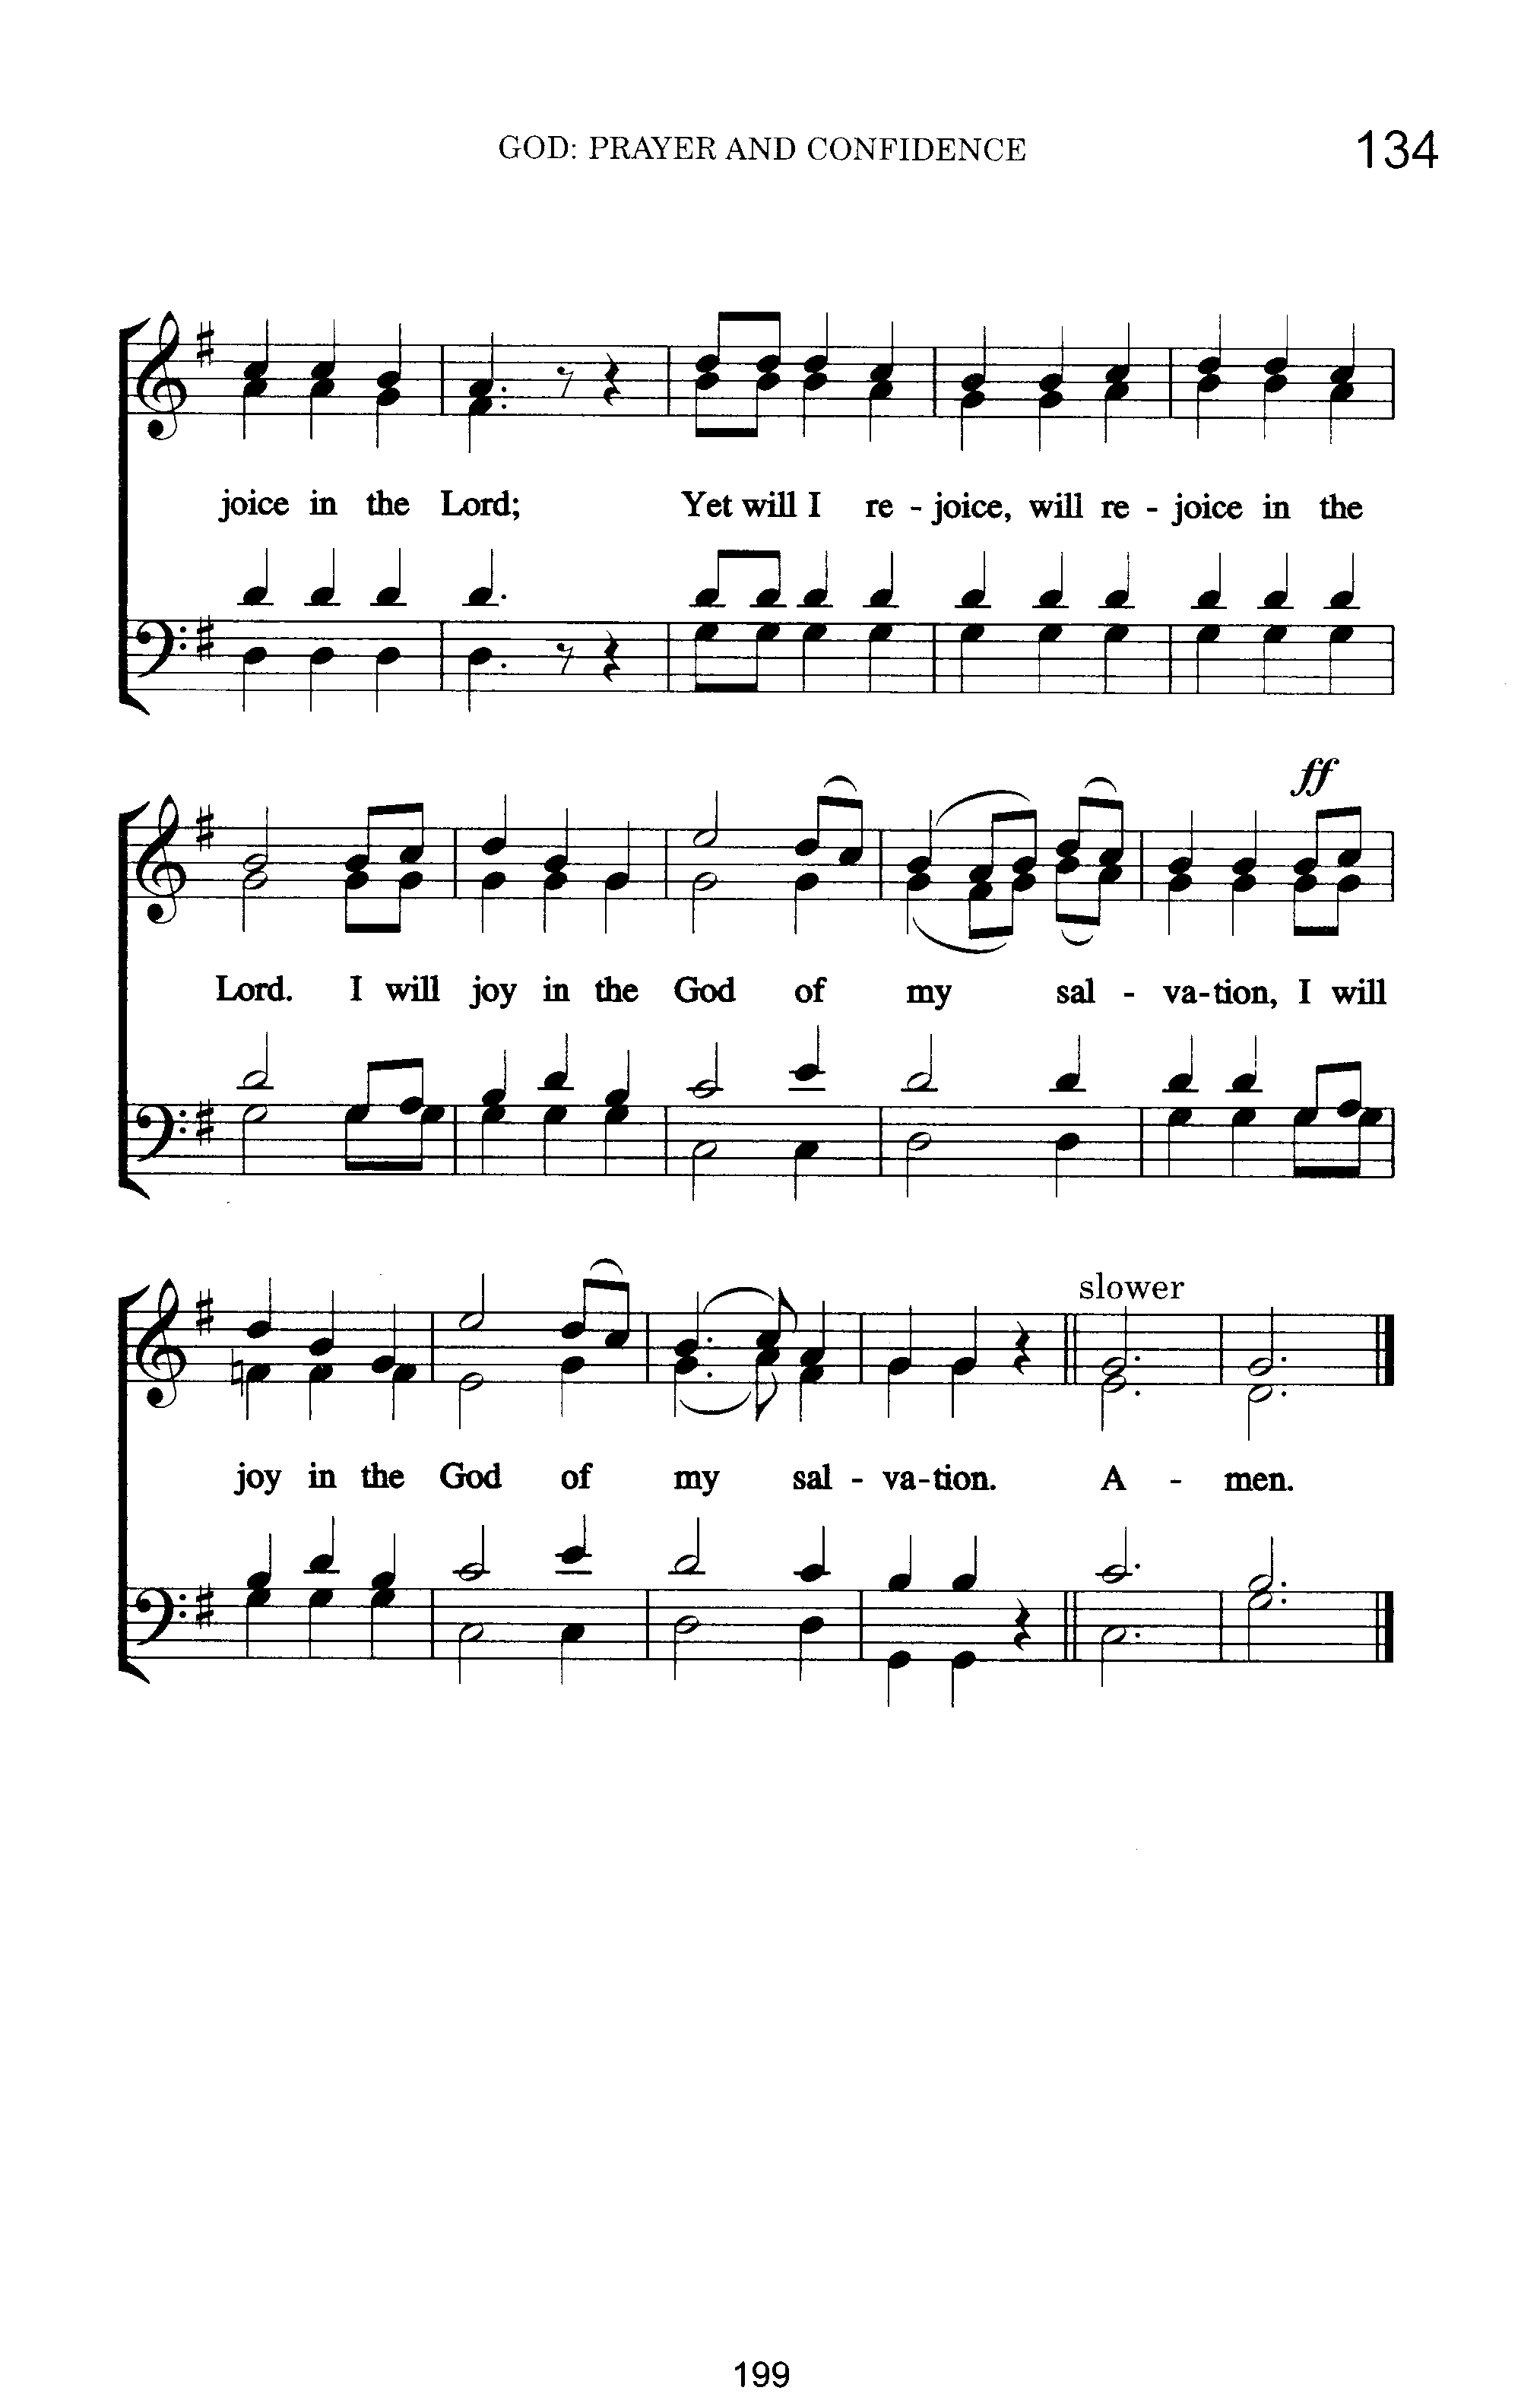 GOD: PRAYER AND CONFIDENCE 134
joice in the Lord; Yet will I re - joice, will re - joice in the
ff
Lord. I will joy in the God of my sal - va-tion, I will
slower
joy in the God of my sal - va-tion. A - men.
199